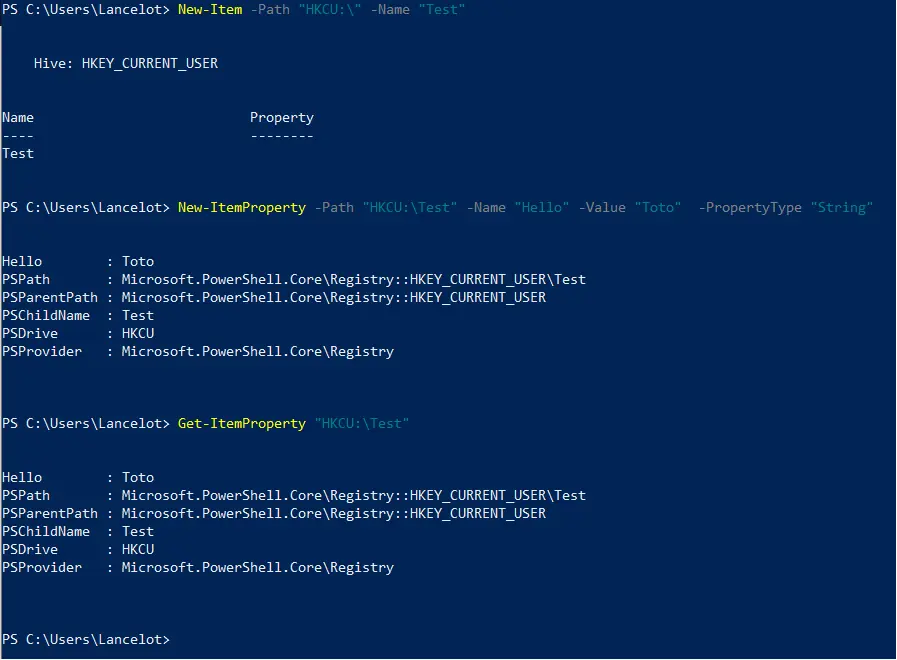 PS C:\Users\Lancelot> New-Item -Path "HKCU:\" -Name "Test"
    Hive: HKEY_CURRENT_USER
Name                           Property
----                           --------
Test
PS C:\Users\Lancelot> New-ItemProperty -Path "HKCU:\Test" -Name "Hello" -Value "Toto"  -PropertyType "String"
Hello        : Toto
PSPath       : Microsoft.PowerShell.Core\Registry::HKEY_CURRENT_USER\Test
PSParentPath : Microsoft.PowerShell.Core\Registry::HKEY_CURRENT_USER
PSChildName  : Test
PSDrive      : HKCU
PSProvider   : Microsoft.PowerShell.Core\Registry
PS C:\Users\Lancelot> Get-ItemProperty "HKCU:\Test"
Hello        : Toto
PSPath       : Microsoft.PowerShell.Core\Registry::HKEY_CURRENT_USER\Test
PSParentPath : Microsoft.PowerShell.Core\Registry::HKEY_CURRENT_USER
PSChildName  : Test
PSDrive      : HKCU
PSProvider   : Microsoft.PowerShell.Core\Registry
PS C:\Users\Lancelot>